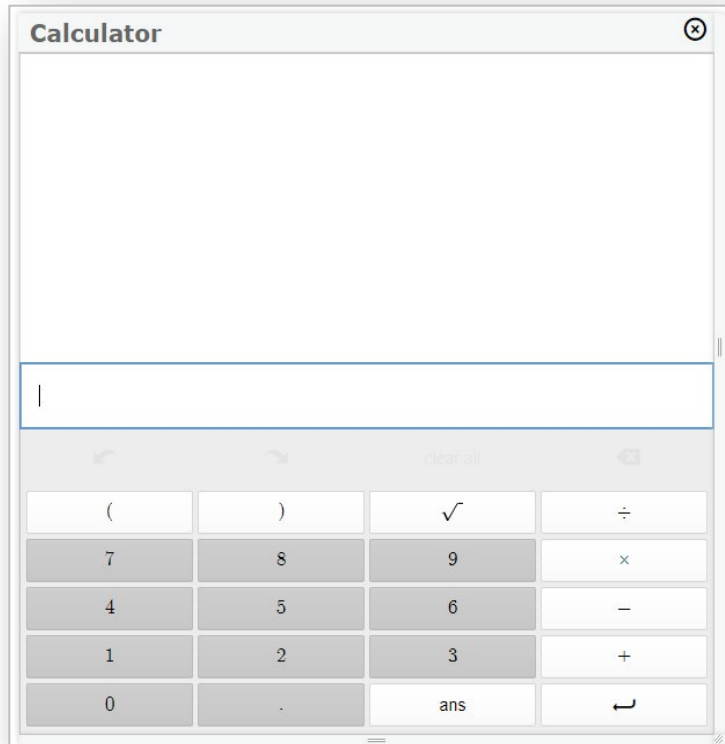 Calculator
clear all
( ) √ ÷
7 8 9 ×
4 5 6 −
1 2 3 +
0 . ans